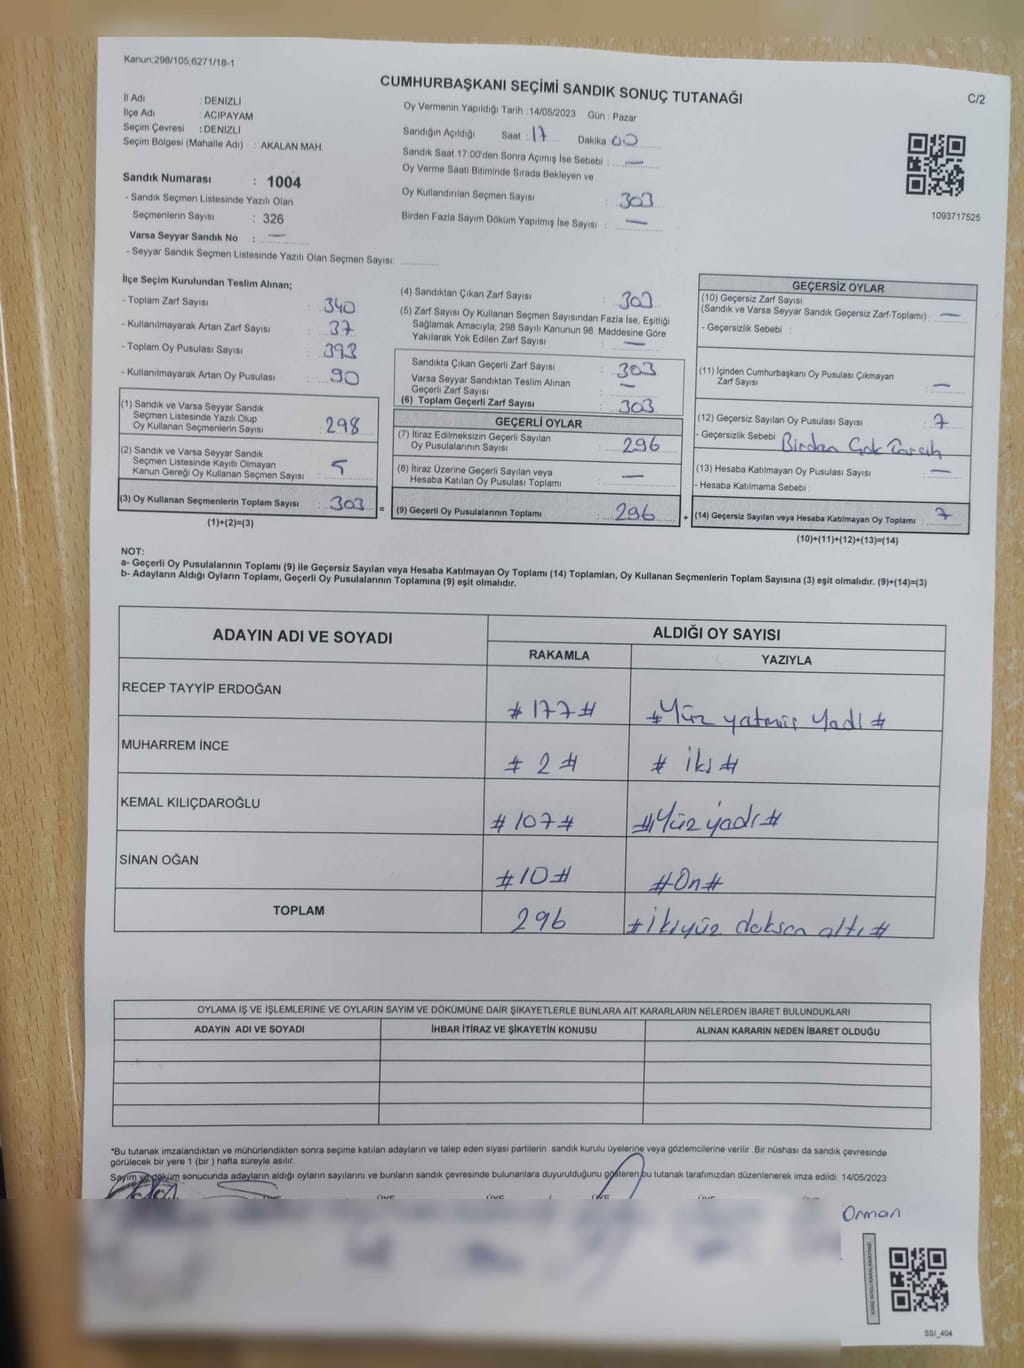 Kanun;298/105;6271/18-1
CUMHURBAŞKANI SEÇİMİ SANDIK SONUÇ TUTANAĞI
C/2
İl Adı : DENİZLİ
İlçe Adı : ACIPAYAM
Seçim Çevresi : DENİZLİ
Seçim Bölgesi (Mahalle Adı) : AKALAN MAH.
Oy Vermenin Yapıldığı Tarih : 14/05/2023 Gün : Pazar
Sandığın Açıldığı Saat : 17 Dakika : 00
Sandık Saat 17:00'den Sonra Açımış İse Sebebi : —
Oy Verme Saati Bitiminde Sırada Bekleyen ve
Oy Kullandırılan Seçmen Sayısı : 303
Birden Fazla Sayım Döküm Yapılmış İse Sayısı : —
1093717525
Sandık Numarası : 1004
- Sandık Seçmen Listesinde Yazılı Olan
Seçmenlerin Sayısı : 326
Varsa Seyyar Sandık No : —
- Seyyar Sandık Seçmen Listesinde Yazılı Olan Seçmen Sayısı:
İlçe Seçim Kurulundan Teslim Alınan;
- Toplam Zarf Sayısı : 340
- Kullanılmayarak Artan Zarf Sayısı : 37
- Toplam Oy Pusulası Sayısı : 393
- Kullanılmayarak Artan Oy Pusulası : 90
(1) Sandık ve Varsa Seyyar Sandık
Seçmen Listesinde Yazılı Olup
Oy Kullanan Seçmenlerin Sayısı : 298
(2) Sandık ve Varsa Seyyar Sandık
Seçmen Listesinde Kayıtlı Olmayan
Kanun Gereği Oy Kullanan Seçmen Sayısı : 5
(3) Oy Kullanan Seçmenlerin Toplam Sayısı : 303 =
(1)+(2)=(3)
(4) Sandıktan Çıkan Zarf Sayısı : 303
(5) Zarf Sayısı Oy Kullanan Seçmen Sayısından Fazla İse, Eşitliği
Sağlamak Amacıyla; 298 Sayılı Kanunun 98. Maddesine Göre
Yakılarak Yok Edilen Zarf Sayısı : —
Sandıkta Çıkan Geçerli Zarf Sayısı : 303
Varsa Seyyar Sandıktan Teslim Alınan
Geçerli Zarf Sayısı : —
(6) Toplam Geçerli Zarf Sayısı : 303
GEÇERLİ OYLAR
(7) İtiraz Edilmeksizin Geçerli Sayılan
Oy Pusulalarının Sayısı : 296
(8) İtiraz Üzerine Geçerli Sayılan veya
Hesaba Katılan Oy Pusulası Toplamı : —
(9) Geçerli Oy Pusulalarının Toplamı : 296 +
GEÇERSİZ OYLAR
(10) Geçersiz Zarf Sayısı
(Sandık ve Varsa Seyyar Sandık Geçersiz Zarf Toplamı) : —
- Geçersizlik Sebebi :
(11) İçinden Cumhurbaşkanı Oy Pusulası Çıkmayan
Zarf Sayısı : —
(12) Geçersiz Sayılan Oy Pusulası Sayısı : 7
- Geçersizlik Sebebi : Birden Çok Tercih
(13) Hesaba Katılmayan Oy Pusulası Sayısı : —
- Hesaba Katılmama Sebebi :
(14) Geçersiz Sayılan veya Hesaba Katılmayan Oy Toplamı : 7
(10)+(11)+(12)+(13)=(14)
NOT:
a- Geçerli Oy Pusulalarının Toplamı (9) ile Geçersiz Sayılan veya Hesaba Katılmayan Oy Toplamı (14) Toplamları, Oy Kullanan Seçmenlerin Toplam Sayısına (3) eşit olmalıdır. (9)+(14)=(3)
b- Adayların Aldığı Oyların Toplamı, Geçerli Oy Pusulalarının Toplamına (9) eşit olmalıdır.
ADAYIN ADI VE SOYADI ALDIĞI OY SAYISI
RAKAMLA YAZIYLA
RECEP TAYYİP ERDOĞAN #177# #Yüz yetmiş yedi#
MUHARREM İNCE #2# #iki#
KEMAL KILIÇDAROĞLU #107# #Yüz yedi#
SİNAN OĞAN #10# #On#
TOPLAM 296 #ikiyüz doksan altı#
OYLAMA İŞ VE İŞLEMLERİNE VE OYLARIN SAYIM VE DÖKÜMÜNE DAİR ŞİKAYETLERLE BUNLARA AİT KARARLARIN NELERDEN İBARET BULUNDUKLARI
ADAYIN ADI VE SOYADI İHBAR İTİRAZ VE ŞİKAYETİN KONUSU ALINAN KARARIN NEDEN İBARET OLDUĞU
*Bu tutanak imzalandıktan ve mühürlendikten sonra seçime katılan adayların ve talep eden siyasi partilerin sandık kurulu üyelerine veya gözlemcilerine verilir .Bir nüshası da sandık çevresinde
görülecek bir yere 1 (bir ) hafta süreyle asılır.
Sayım ve döküm sonucunda adayların aldığı oyların sayılarını ve bunların sandık çevresinde bulunanlara duyurulduğunu gösteren bu tutanak tarafımızdan düzenlenerek imza edildi. 14/05/2023
Orman
SSI_404